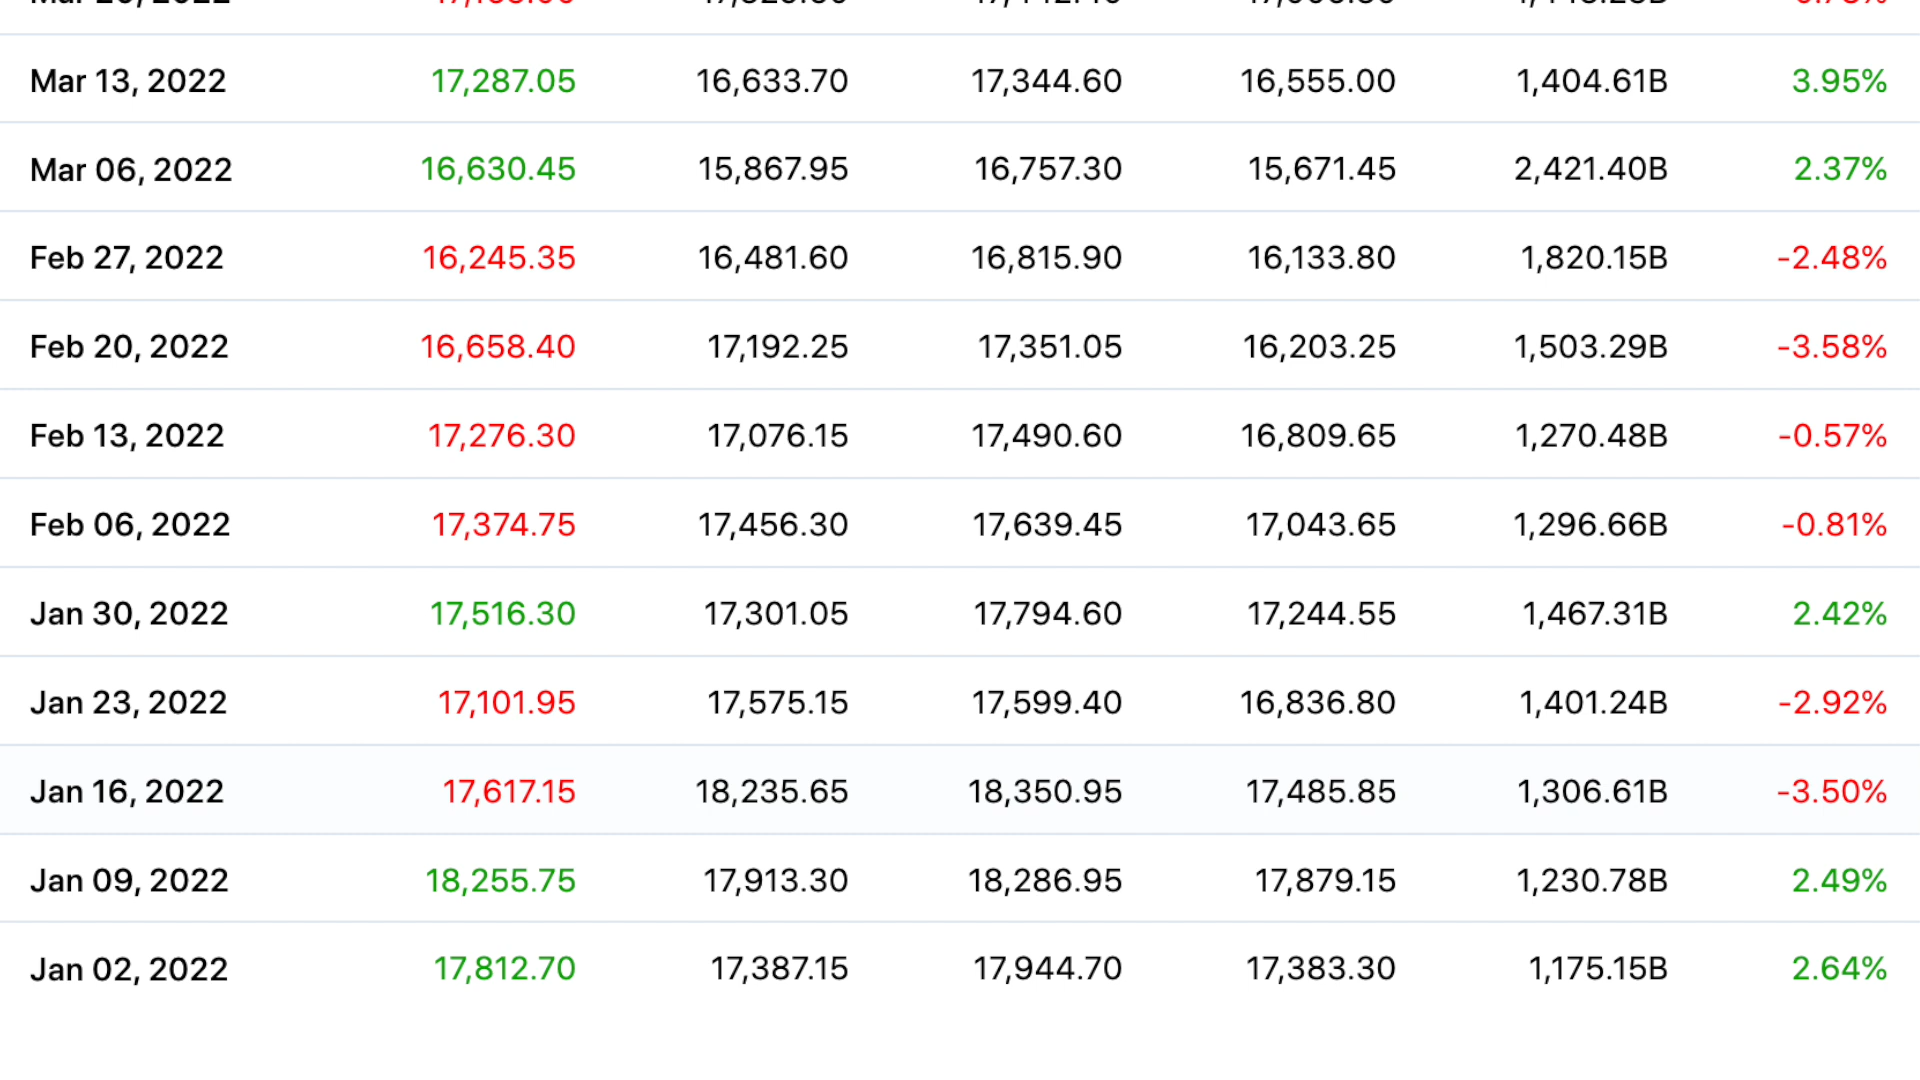 Mar 13, 2022 17,287.05 16,633.70 17,344.60 16,555.00 1,404.61B 3.95%
Mar 06, 2022 16,630.45 15,867.95 16,757.30 15,671.45 2,421.40B 2.37%
Feb 27, 2022 16,245.35 16,481.60 16,815.90 16,133.80 1,820.15B -2.48%
Feb 20, 2022 16,658.40 17,192.25 17,351.05 16,203.25 1,503.29B -3.58%
Feb 13, 2022 17,276.30 17,076.15 17,490.60 16,809.65 1,270.48B -0.57%
Feb 06, 2022 17,374.75 17,456.30 17,639.45 17,043.65 1,296.66B -0.81%
Jan 30, 2022 17,516.30 17,301.05 17,794.60 17,244.55 1,467.31B 2.42%
Jan 23, 2022 17,101.95 17,575.15 17,599.40 16,836.80 1,401.24B -2.92%
Jan 16, 2022 17,617.15 18,235.65 18,350.95 17,485.85 1,306.61B -3.50%
Jan 09, 2022 18,255.75 17,913.30 18,286.95 17,879.15 1,230.78B 2.49%
Jan 02, 2022 17,812.70 17,387.15 17,944.70 17,383.30 1,175.15B 2.64%